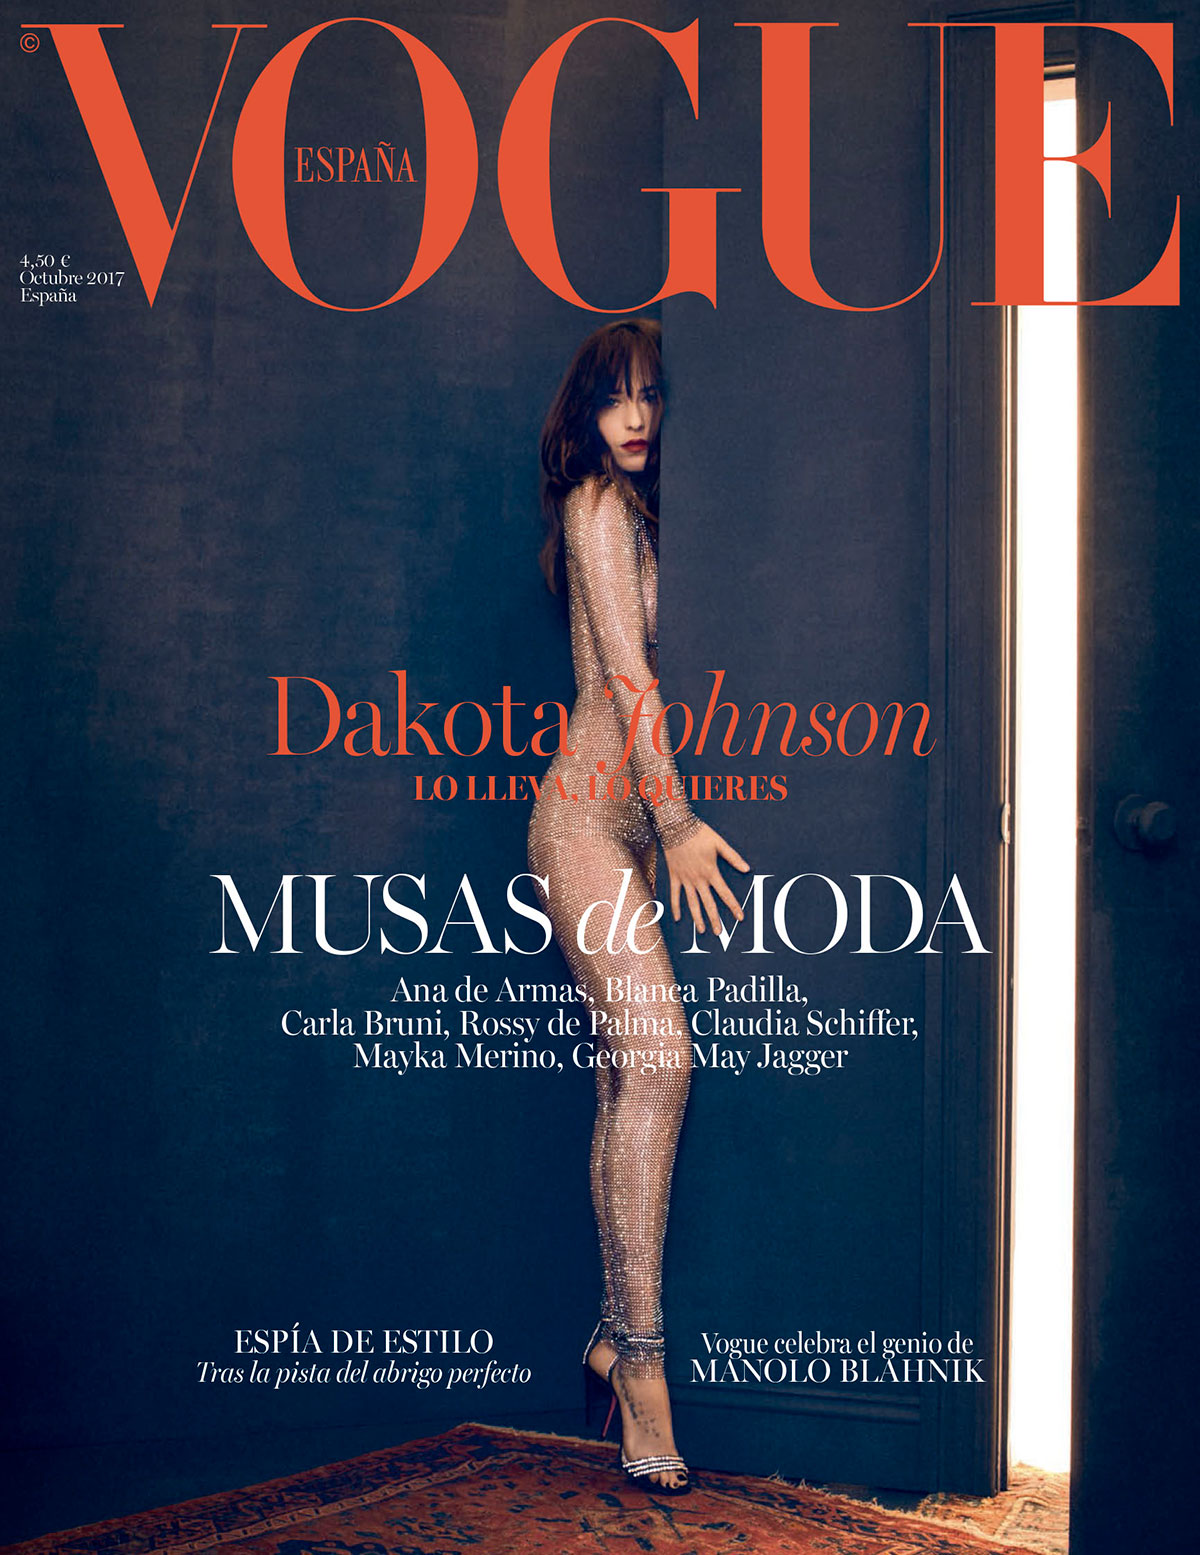 ©
VOGUE
ESPAÑA
4,50 €
Octubre 2017
España
Dakota Johnson
LO LLEVA, LO QUIERES
MUSAS de MODA
Ana de Armas, Blanca Padilla,
Carla Bruni, Rossy de Palma, Claudia Schiffer,
Mayka Merino, Georgia May Jagger
ESPÍA DE ESTILO
Tras la pista del abrigo perfecto
Vogue celebra el genio de
MANOLO BLAHNIK